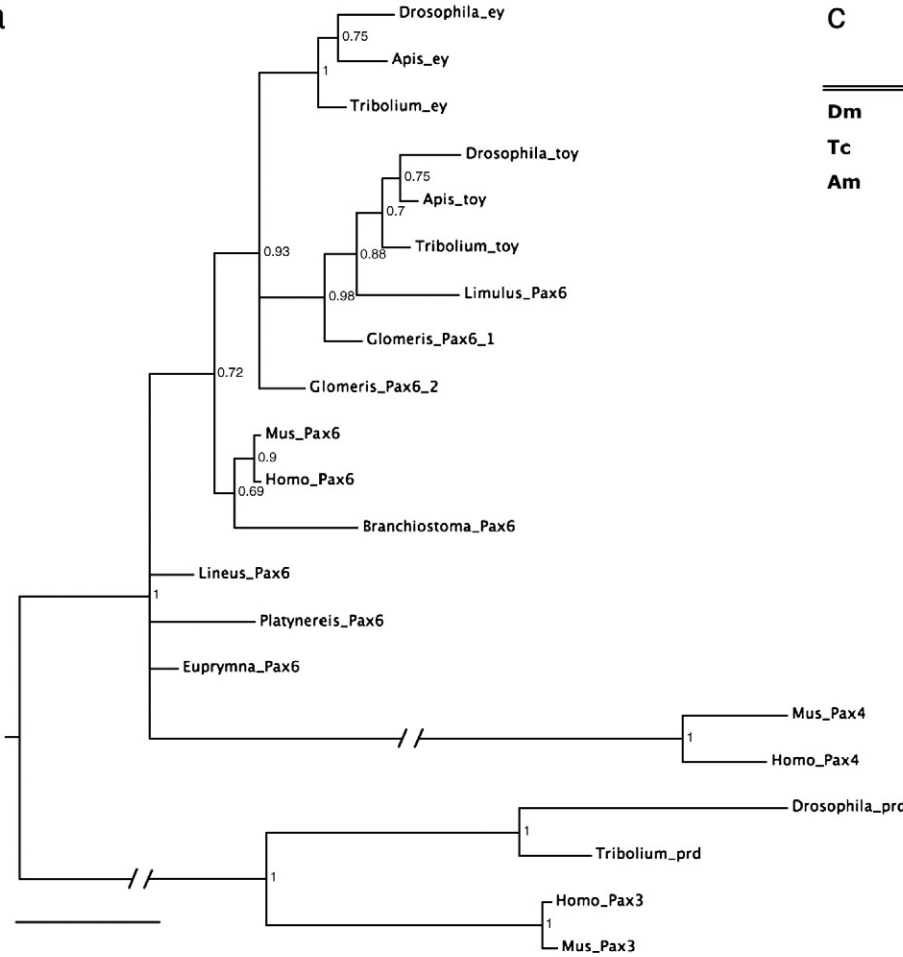 a
C
Drosophila_ey
0.75
Apis_ey
1
Tribolium_ey
Dm
Tc
Am
Drosophila_toy
0.75
Apis_toy
0.7
Tribolium_toy
0.88
0.93
Limulus_Pax6
0.98
Glomeris_Pax6_1
0.72
Glomeris_Pax6_2
Mus_Pax6
0.9
Homo_Pax6
0.69
Branchiostoma_Pax6
Lineus_Pax6
1
Platynereis_Pax6
Euprymna_Pax6
Mus_Pax4
1
Homo_Pax4
Drosophila_prd
1
Tribolium_prd
1
Homo_Pax3
1
Mus_Pax3